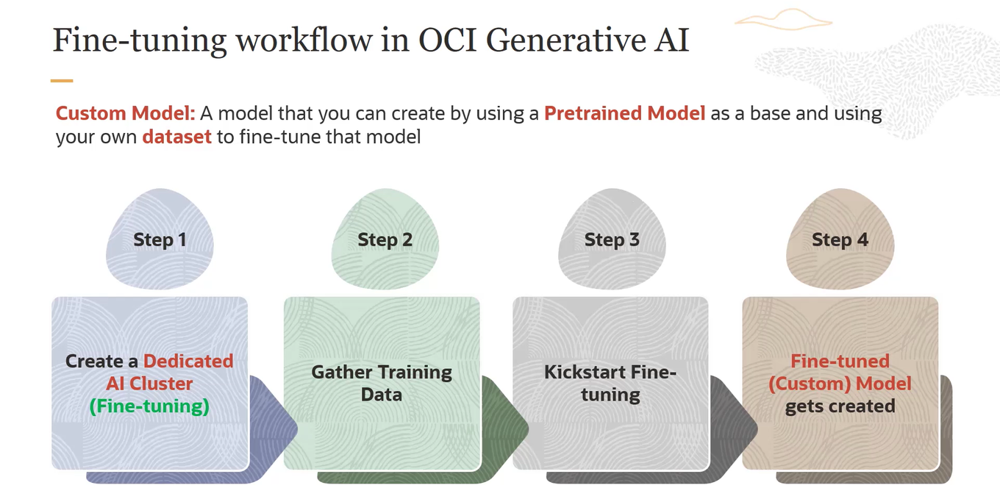 Fine-tuning workflow in OCI Generative AI
Custom Model: A model that you can create by using a Pretrained Model as a base and using
your own dataset to fine-tune that model
Step 1
Step 2
Step 3
Step 4
Create a Dedicated
AI Cluster
(Fine-tuning)
Gather Training
Data
Kickstart Fine-
tuning
Fine-tuned
(Custom) Model
gets created